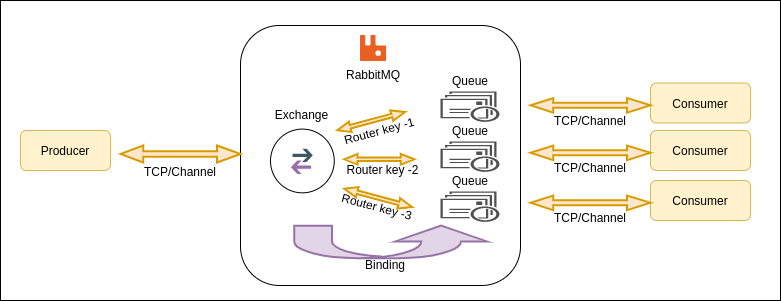 RabbitMQ
Queue
Exchange
Router key -1
Consumer
TCP/Channel
Producer
TCP/Channel
Queue
Router key -2
Consumer
TCP/Channel
Queue
Router key -3
Consumer
TCP/Channel
Binding